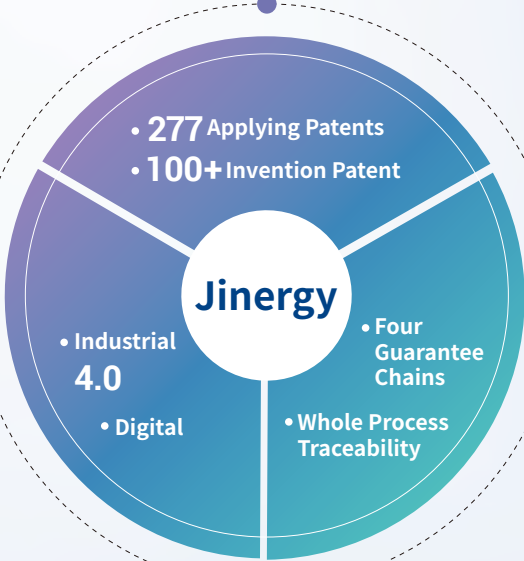 • 277 Applying Patents
• 100+ Invention Patent
Jinergy
• Industrial
4.0
• Digital
• Four
Guarantee
Chains
• Whole Process
Traceability